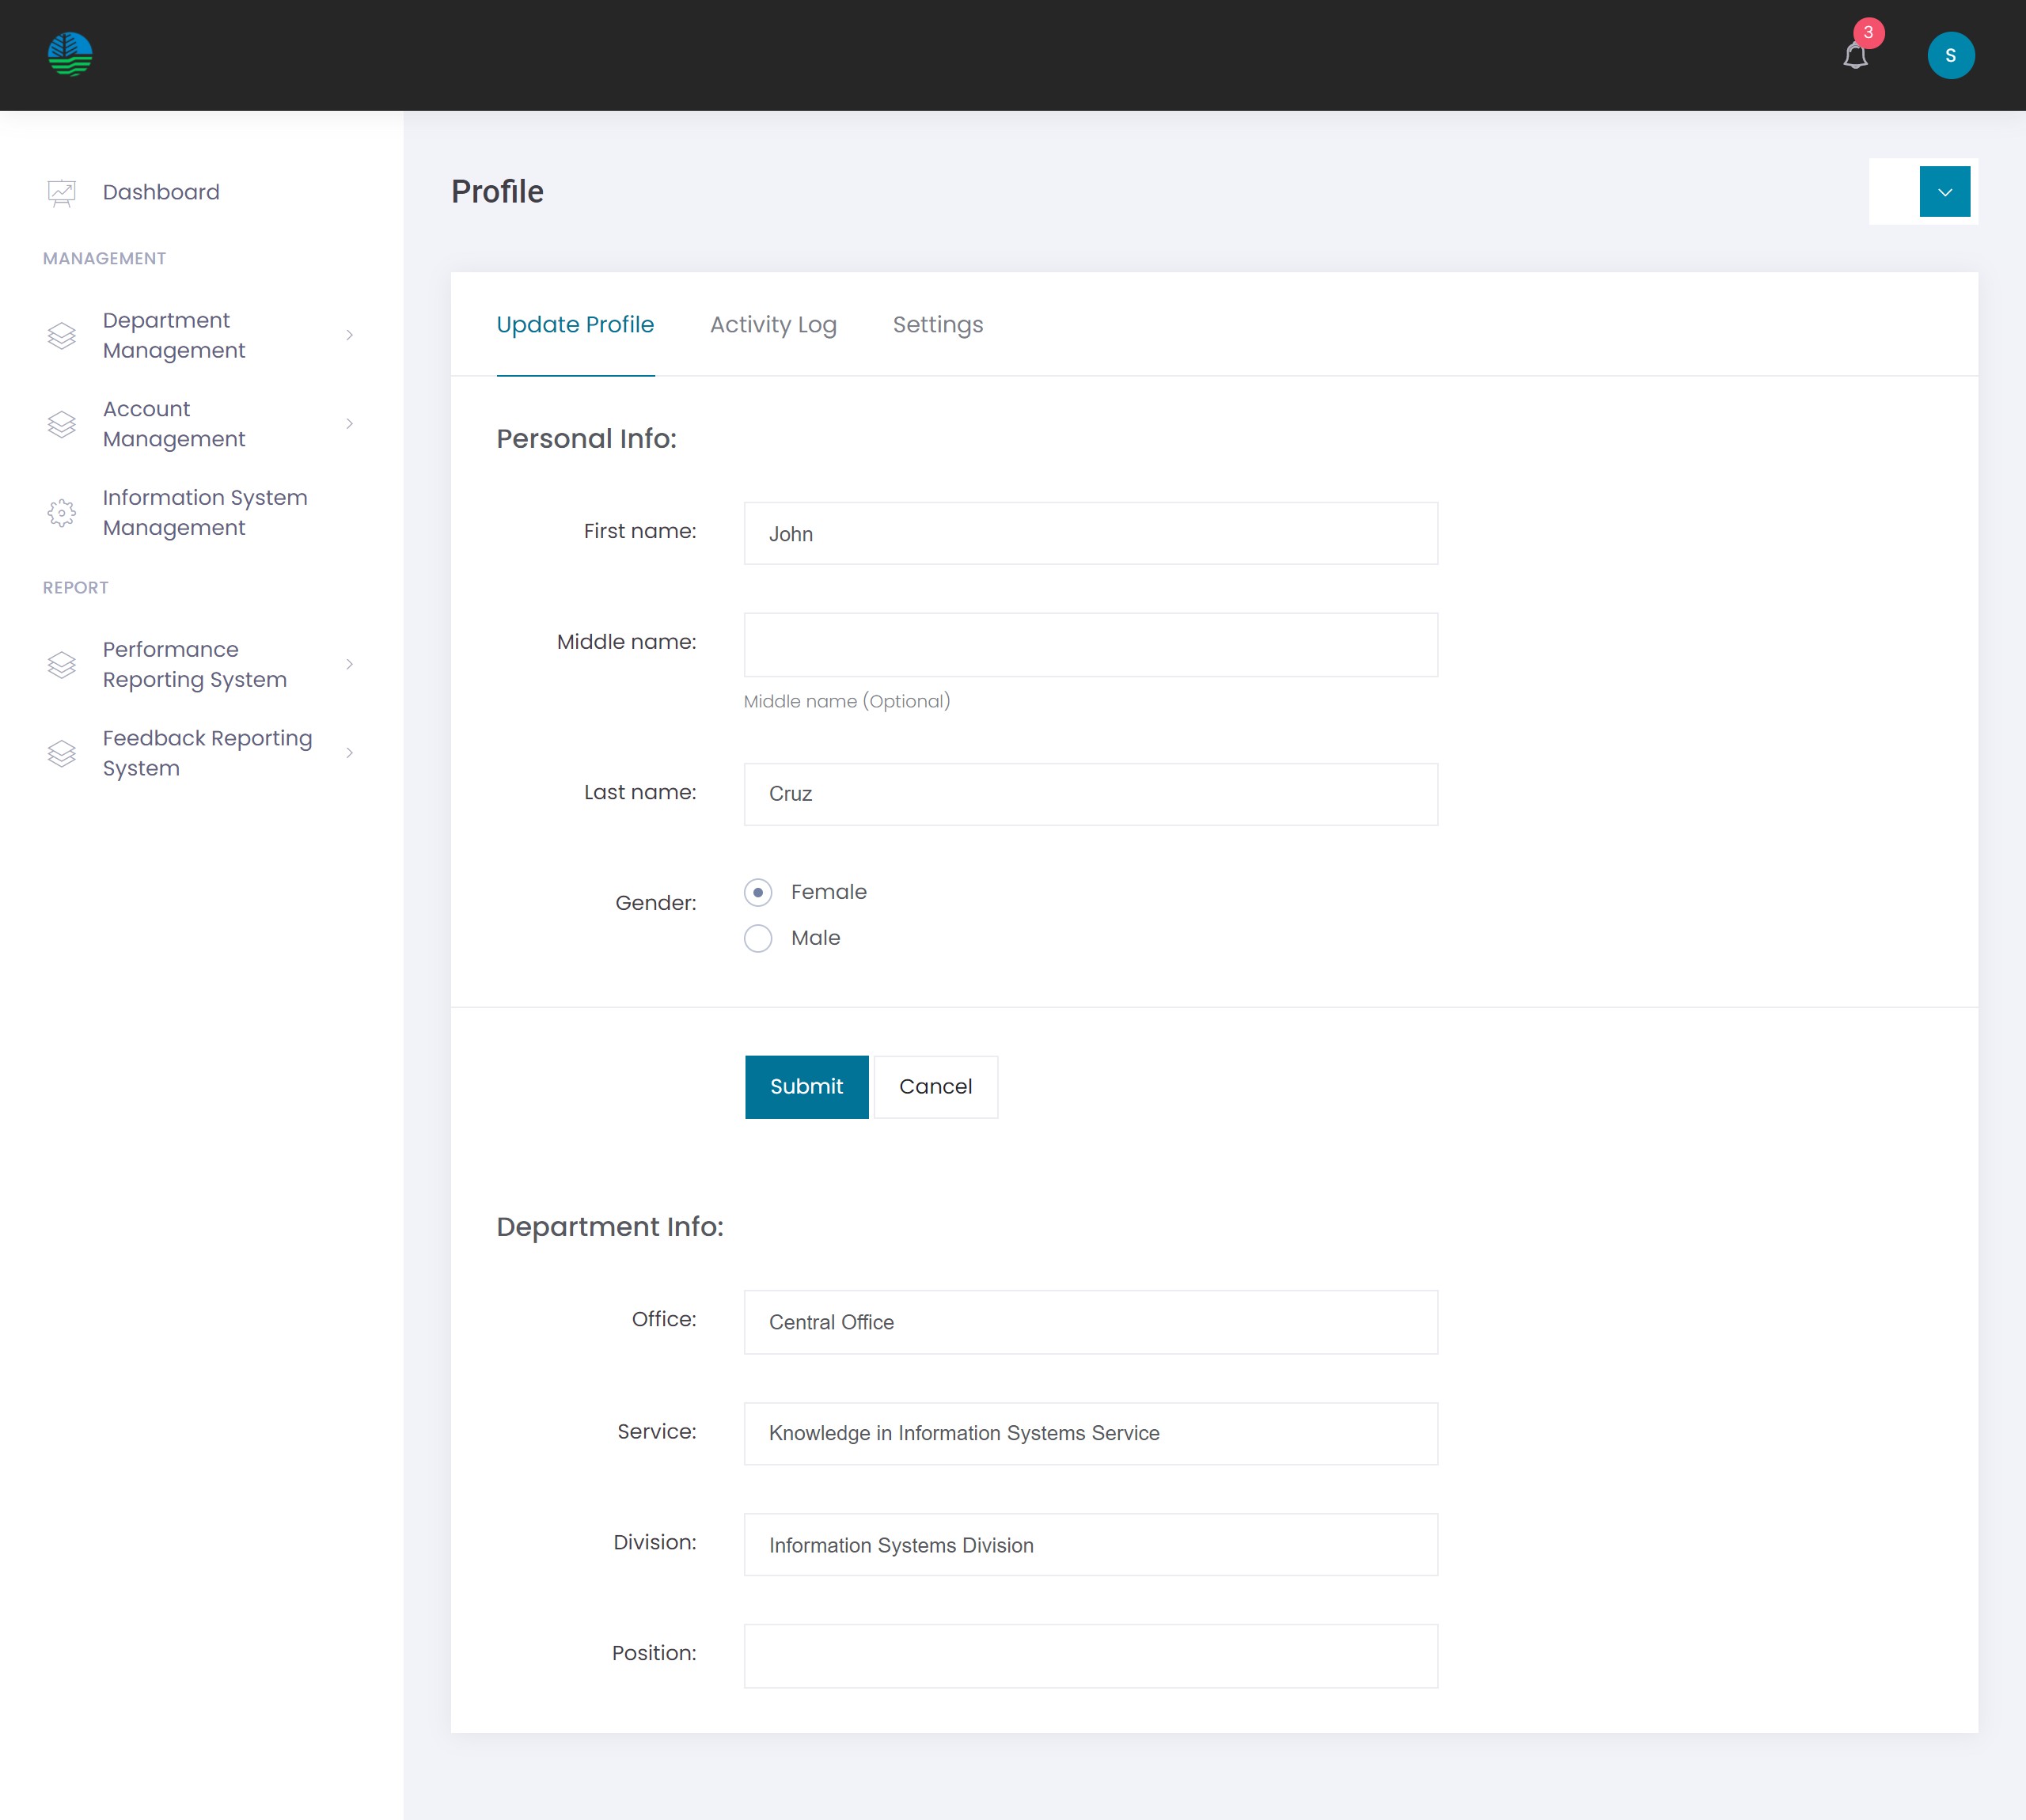 3
S
Dashboard
MANAGEMENT
Department
Management
Account
Management
Information System
Management
REPORT
Performance
Reporting System
Feedback Reporting
System
Profile
Update Profile
Activity Log
Settings
Personal Info:
First name:
John
Middle name:
Middle name (Optional)
Last name:
Cruz
Gender:
Female
Male
Submit
Cancel
Department Info:
Office:
Central Office
Service:
Knowledge in Information Systems Service
Division:
Information Systems Division
Position: